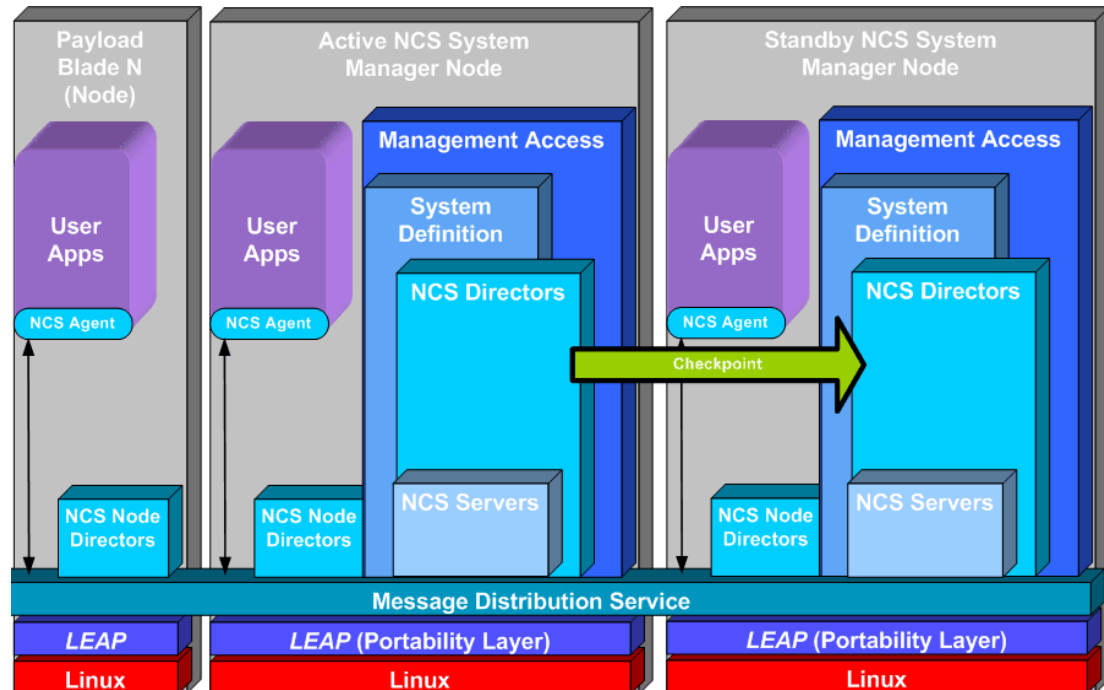 Payload
Blade N
(Node)
User
Apps
NCS Agent
NCS Node
Directors
Active NCS System
Manager Node
User
Apps
NCS Agent
NCS Node
Directors
Management Access
System
Definition
NCS Directors
NCS Servers
Checkpoint
Standby NCS System
Manager Node
User
Apps
NCS Agent
NCS Node
Directors
Management Access
System
Definition
NCS Directors
NCS Servers
Message Distribution Service
LEAP
LEAP (Portability Layer)
LEAP (Portability Layer)
Linux
Linux
Linux